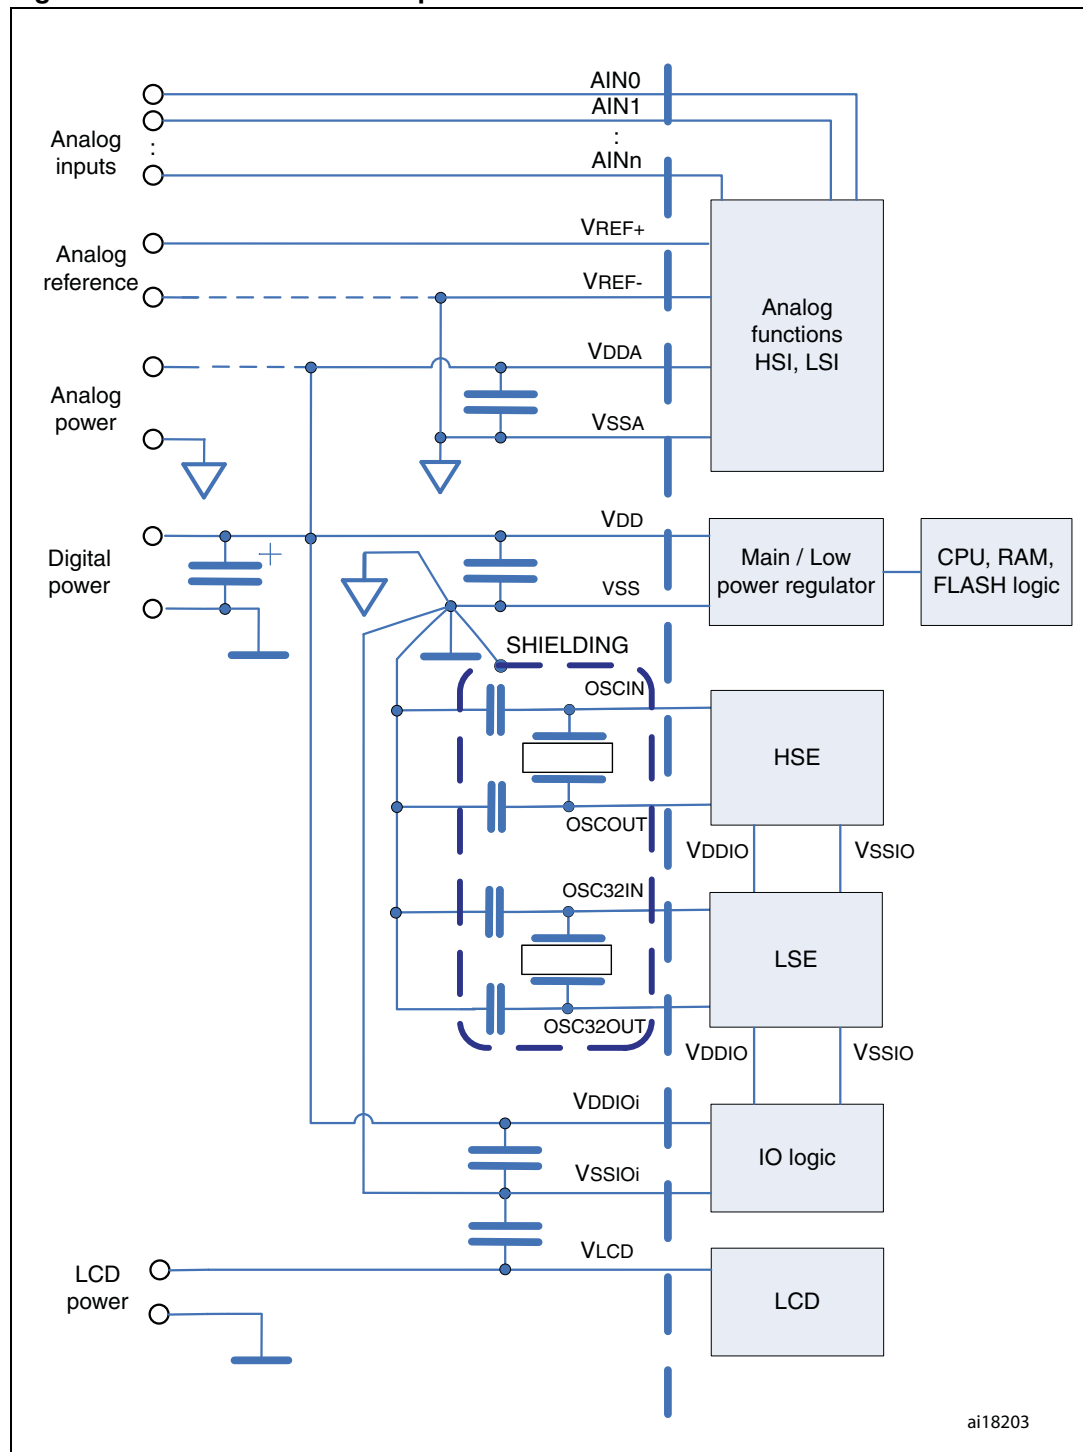 AIN0
AIN1
:
AINn
Analog
:
inputs
VREF+
Analog
reference
VREF-
Analog
functions
HSI, LSI
VDDA
Analog
power
VSSA
VDD
Digital
power
+
VSS
Main / Low
power regulator
CPU, RAM,
FLASH logic
SHIELDING
OSCIN
HSE
OSCOUT
VDDIO
VSSIO
OSC32IN
LSE
OSC32OUT
VDDIO
VSSIO
VDDIOi
IO logic
VSSIOi
VLCD
LCD
power
LCD
ai18203